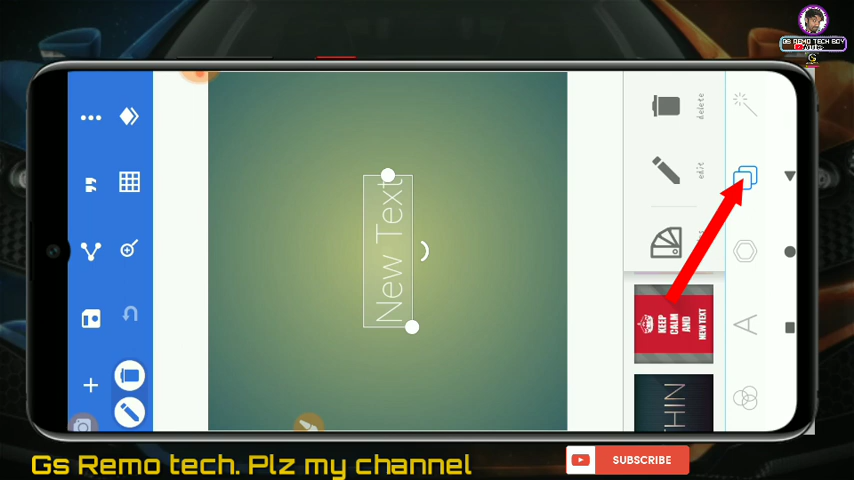 GS REMO TECH BOY
delete
edit
New Text
KEEP
CALM
AND
NEW TEXT
THIN
Gs Remo tech. Plz my channel
SUBSCRIBE